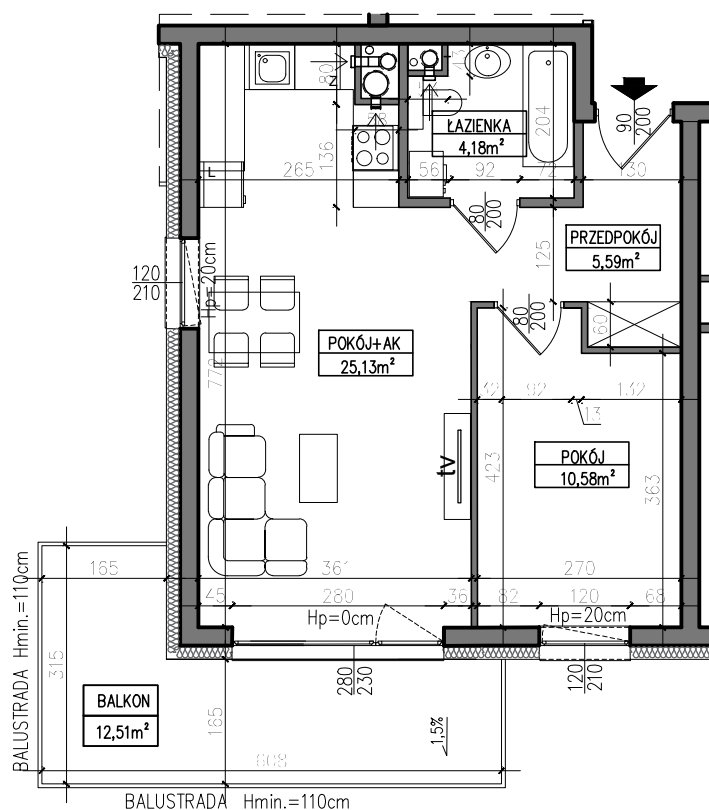 80
43
204
ŁAZIENKA
4,18m²
90
200
136
265
56
92
72
130
80
200
125
PRZEDPOKÓJ
5,59m²
120
210
Hp=20cm
80
200
60
POKÓJ+AK
25,13m²
772
92
132
13
tv
423
POKÓJ
10,58m²
363
165
361
270
45
280
36
82
120
68
Hp=0cm
Hp=20cm
315
280
230
120
210
BALKON
12,51m²
165
1,5%
608
BALUSTRADA Hmin.=110cm
BALUSTRADA Hmin.=110cm